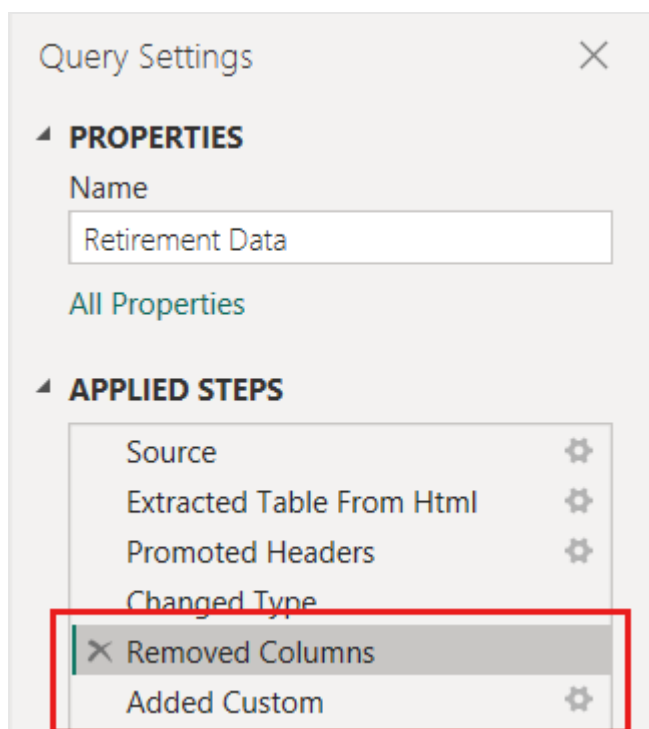 Query Settings
PROPERTIES
Name
Retirement Data
All Properties
APPLIED STEPS
Source
Extracted Table From Html
Promoted Headers
Changed Type
Removed Columns
Added Custom